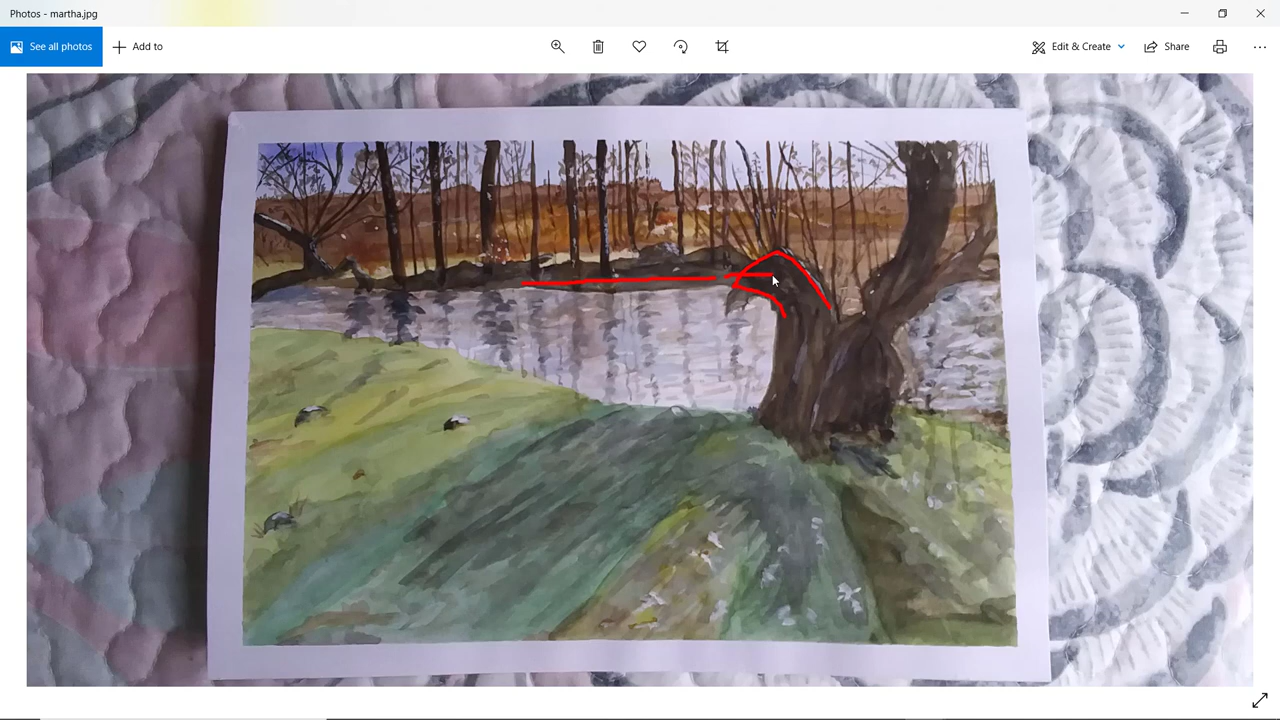 Photos - martha.jpg
See all photos
Add to
Edit & Create
Share